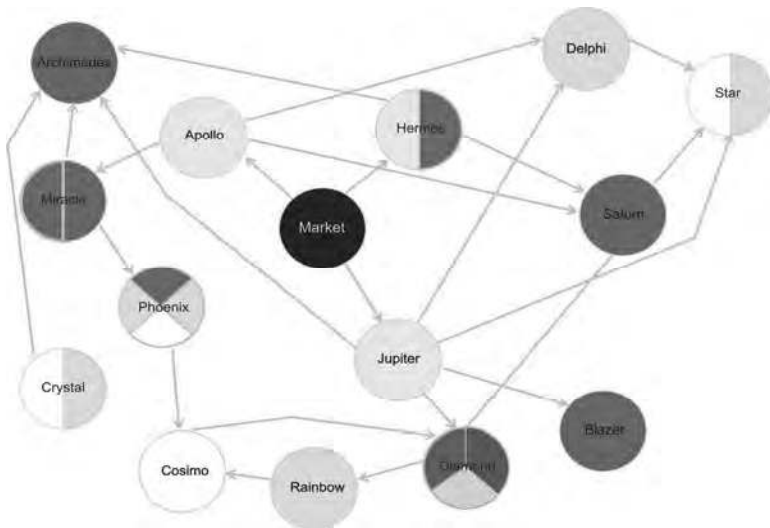 Delphi
Archimedes
Star
Hermes
Apollo
Miracle
Saturn
Market
Phoenix
Jupiter
Crystal
Blazer
Cosimo
Diamond
Rainbow